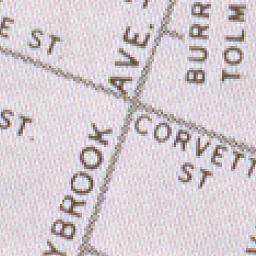 E ST.
AVE.
BURR
TOLM
ST.
CORVETT
ST
YBROOK